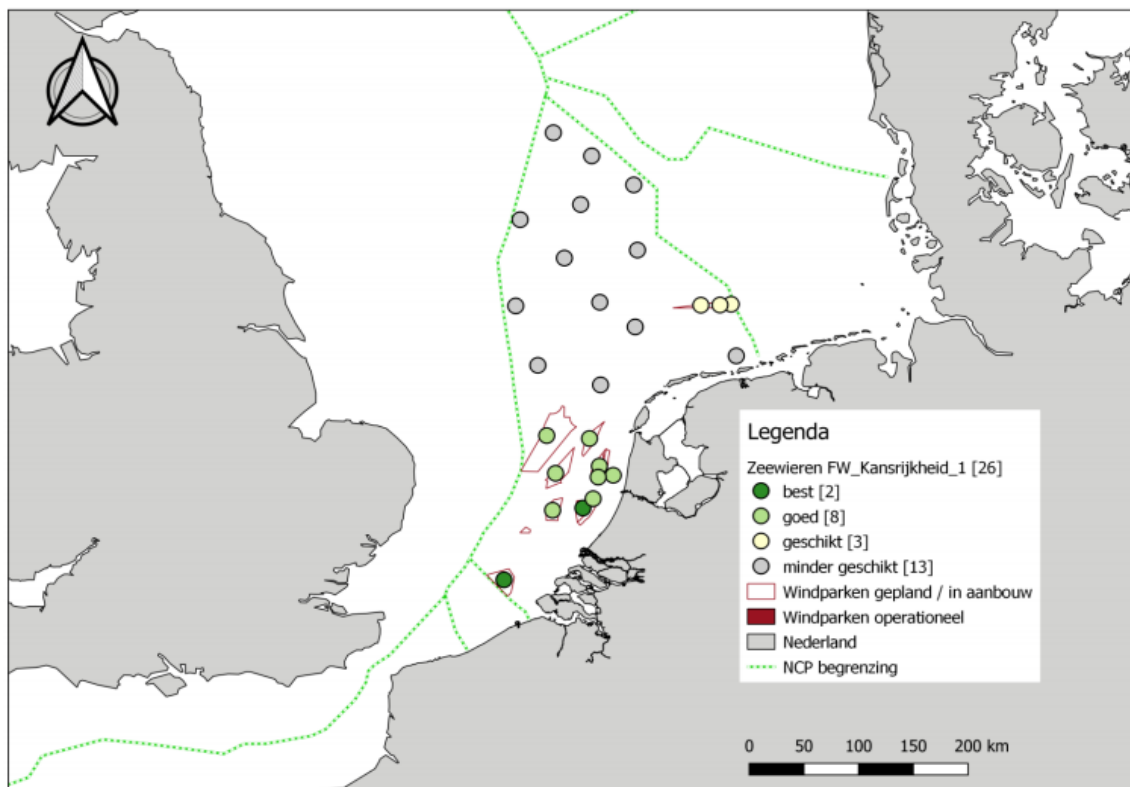 Legenda
Zeewieren FW_Kansrijkheid_1 [26]
best [2]
goed [8]
geschikt [3]
minder geschikt [13]
Windparken gepland / in aanbouw
Windparken operationeel
Nederland
NCP begrenzing
0 50 100 150 200 km